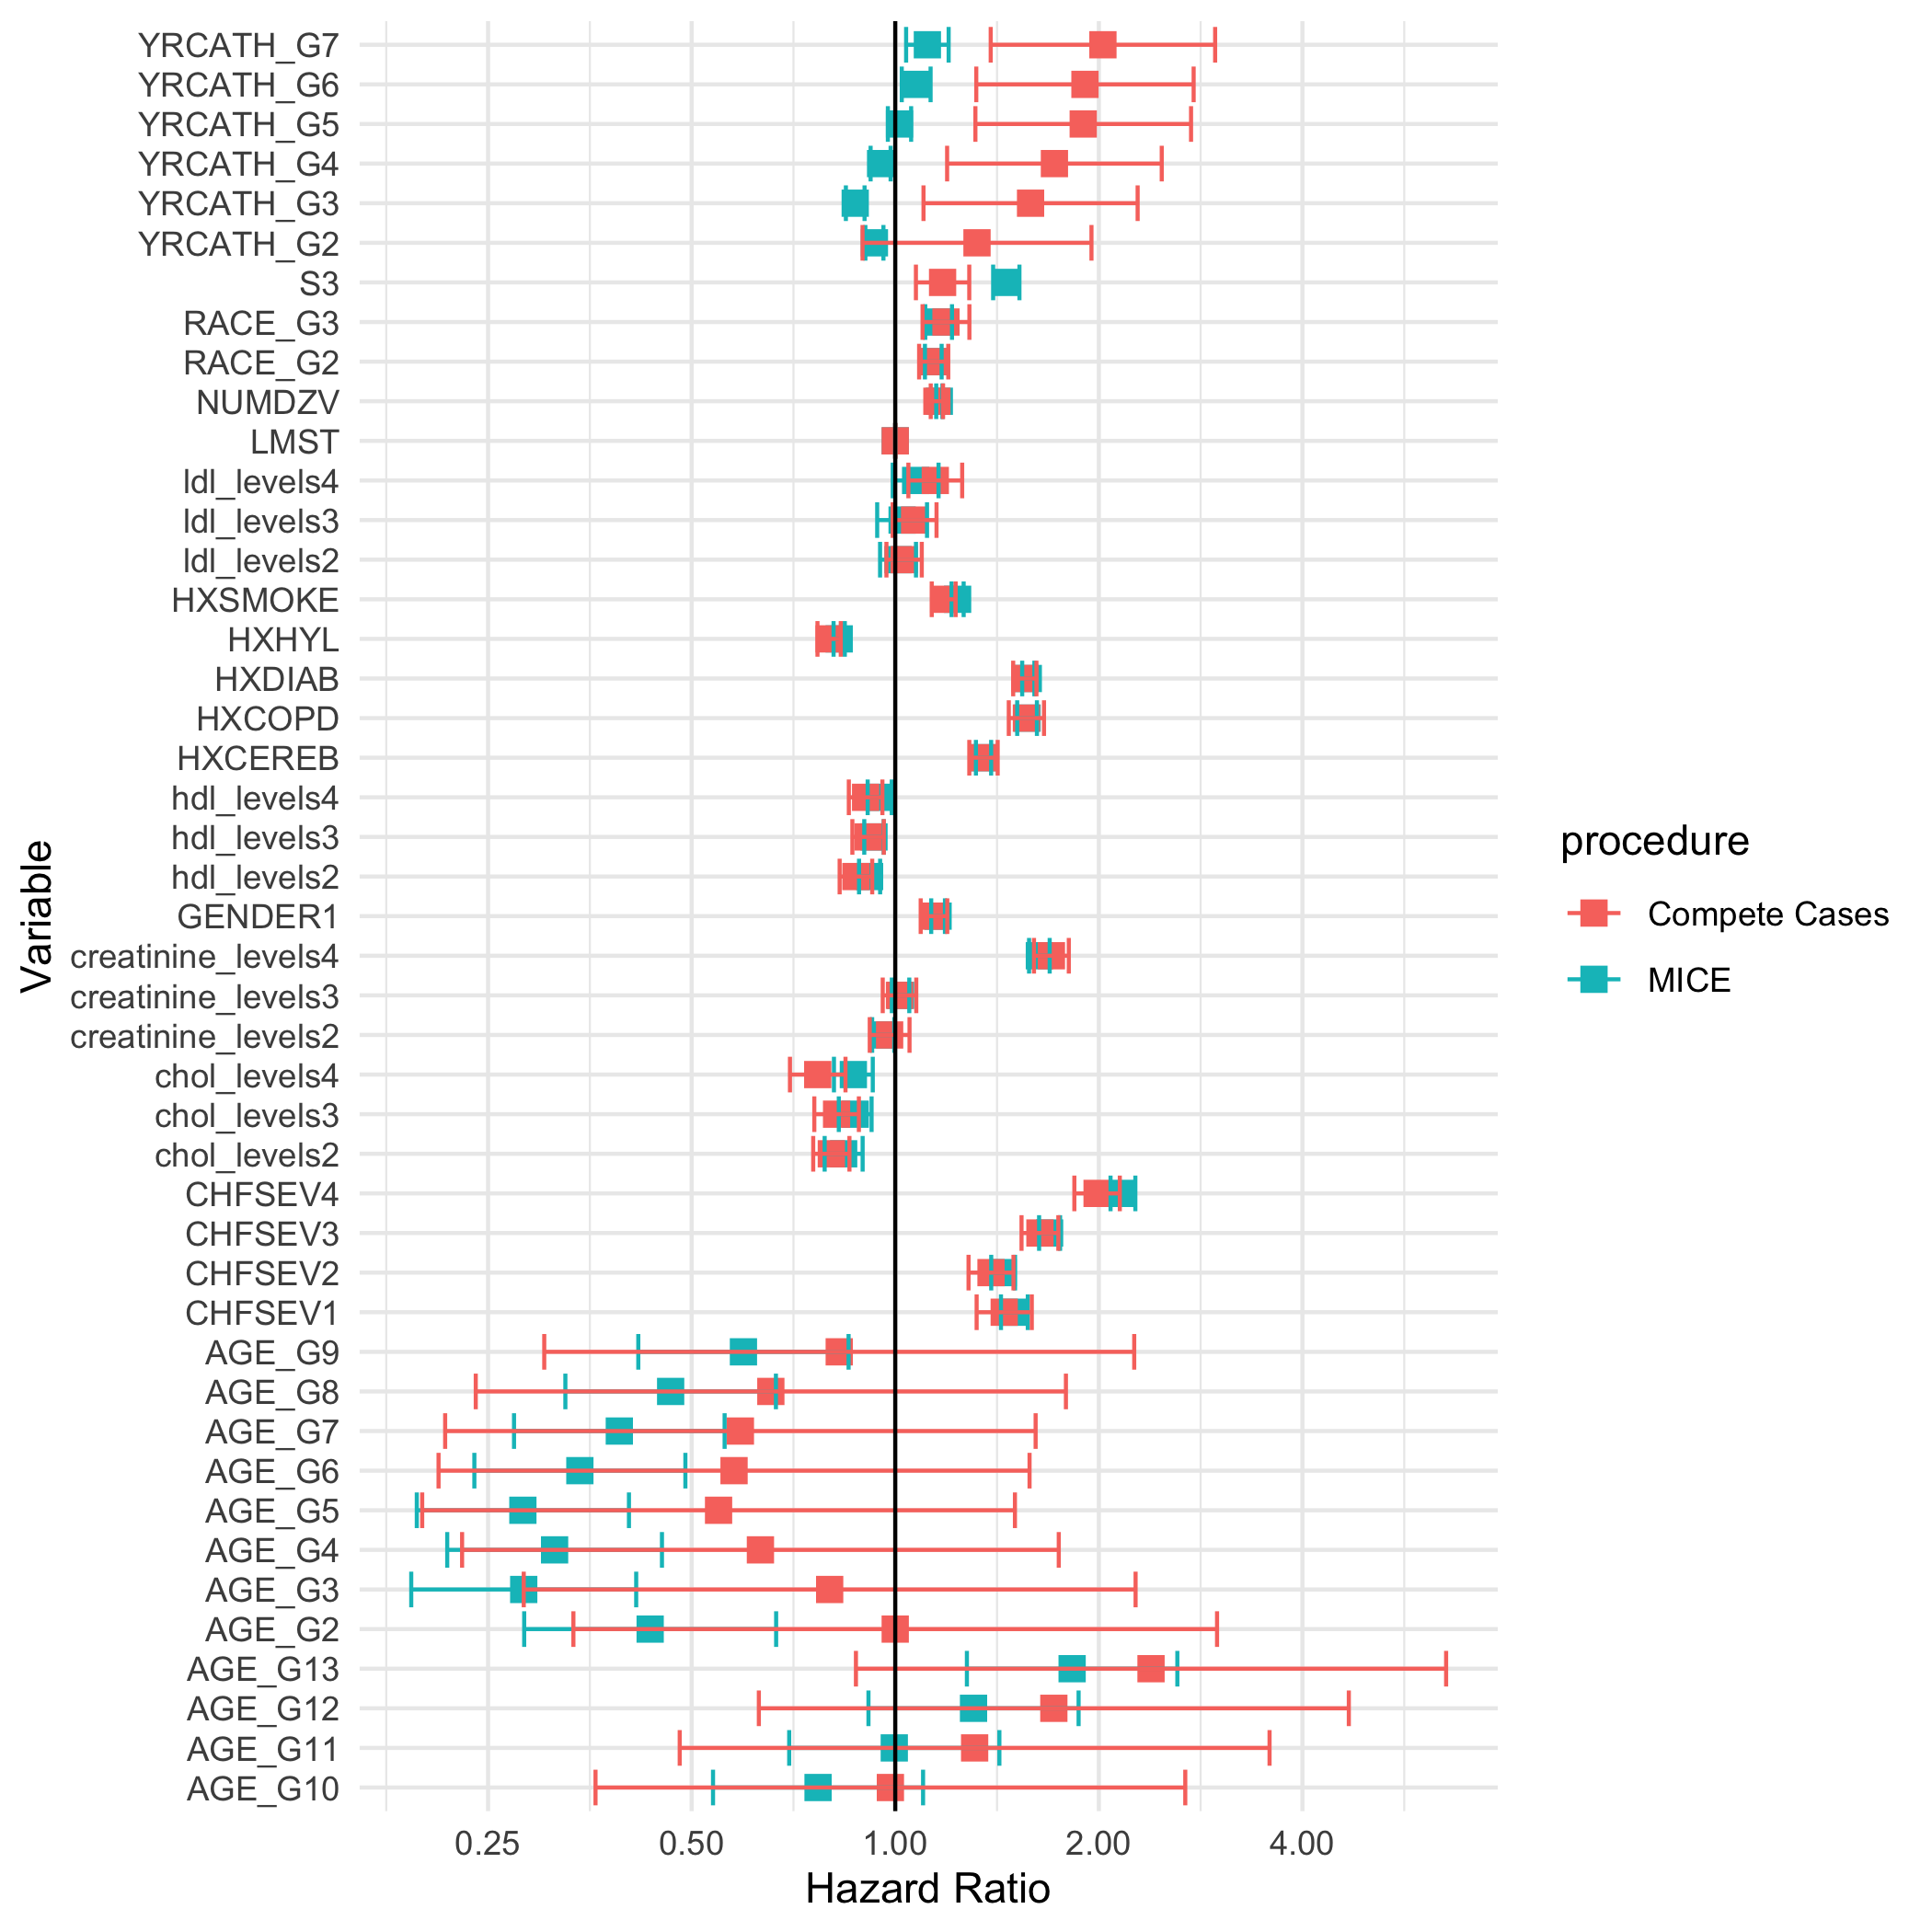 YRCATH_G7
YRCATH_G6
YRCATH_G5
YRCATH_G4
YRCATH_G3
YRCATH_G2
S3
RACE_G3
RACE_G2
NUMDZV
LMST
ldl_levels4
ldl_levels3
ldl_levels2
HXSMOKE
HXHYL
HXDIAB
HXCOPD
HXCEREB
hdl_levels4
hdl_levels3
hdl_levels2
GENDER1
creatinine_levels4
creatinine_levels3
creatinine_levels2
chol_levels4
chol_levels3
chol_levels2
CHFSEV4
CHFSEV3
CHFSEV2
CHFSEV1
AGE_G9
AGE_G8
AGE_G7
AGE_G6
AGE_G5
AGE_G4
AGE_G3
AGE_G2
AGE_G13
AGE_G12
AGE_G11
AGE_G10
Variable
0.25 0.50 1.00 2.00 4.00
Hazard Ratio
procedure
Compete Cases
MICE